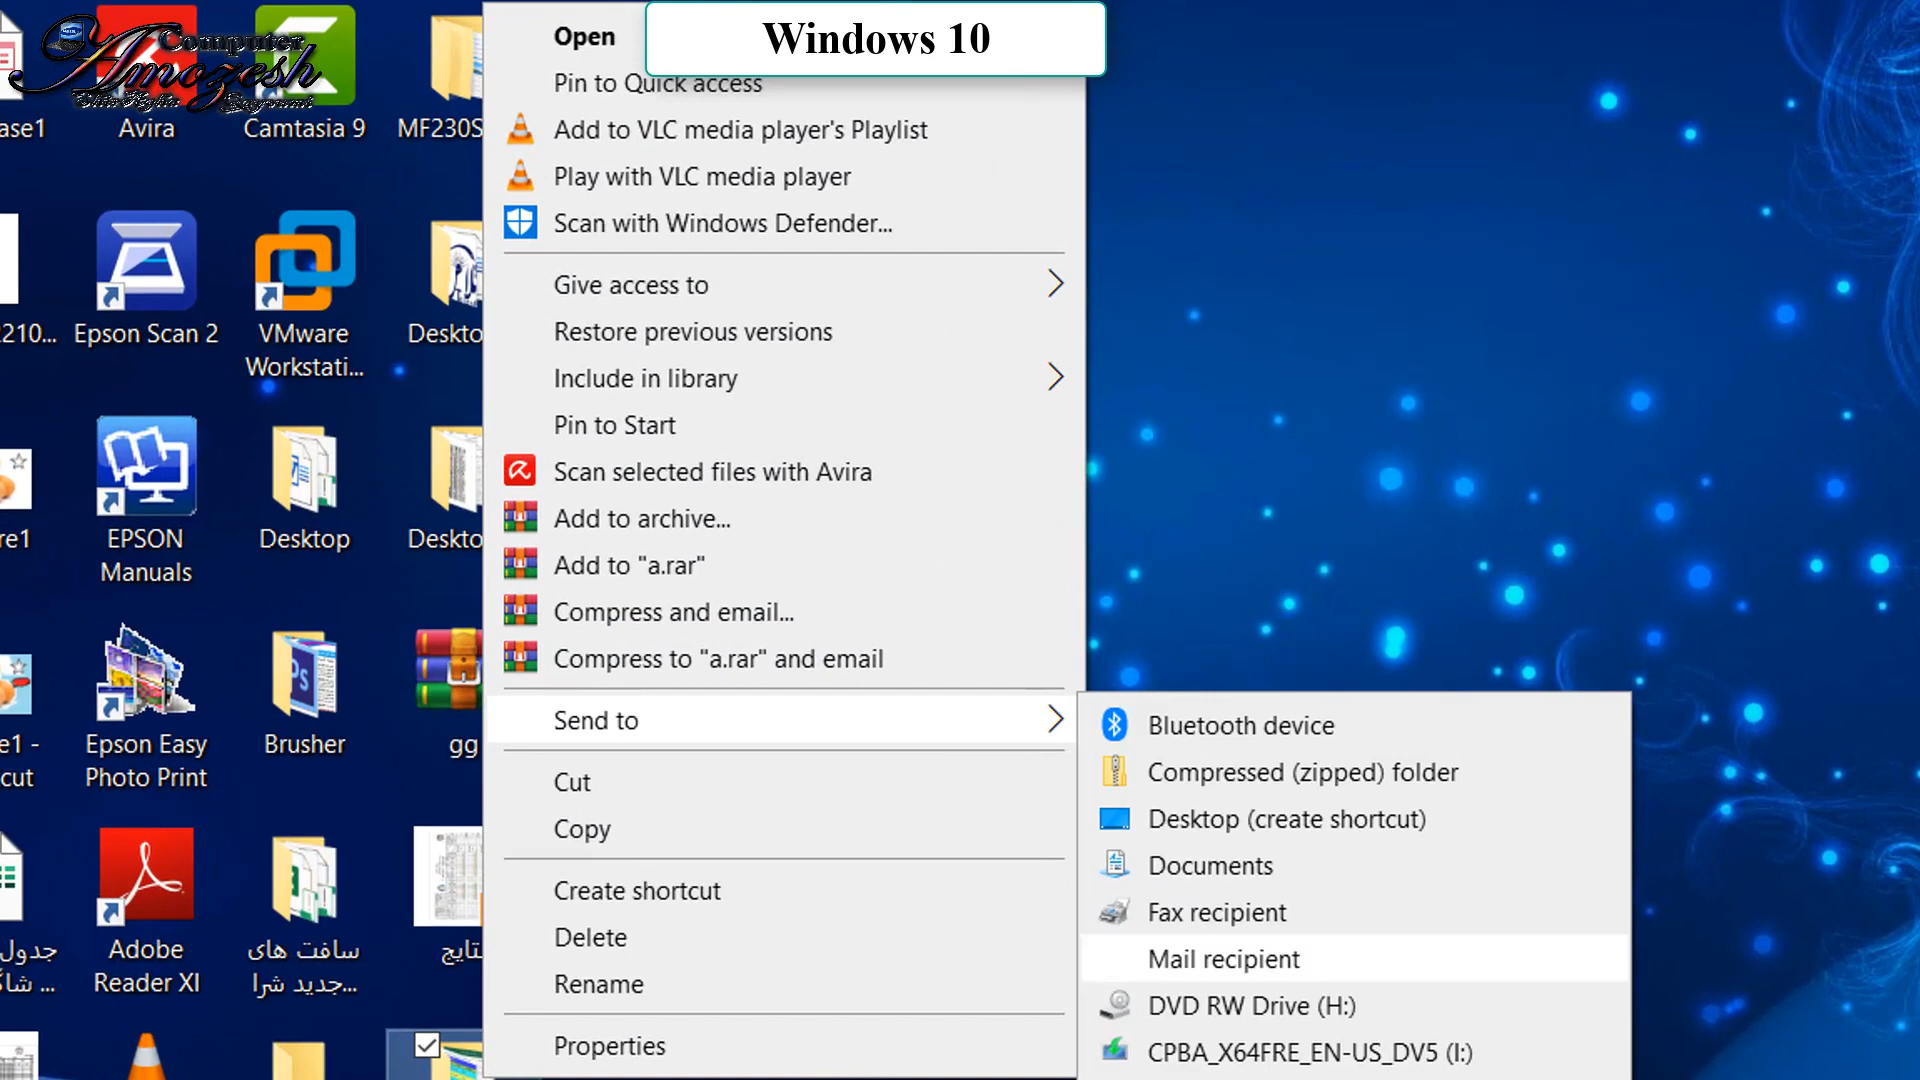 Windows 10
Computer
Amozesh
ase1
Avira
Camtasia 9
MF230S
2210...
Epson Scan 2
VMware
Workstati...
Deskto
re1
EPSON
Manuals
Desktop
Deskto
e1 -
cut
Epson Easy
Photo Print
Brusher
gg
Adobe
Reader XI
سافت های
جدید شرا...
جدول
شاگ ...
تایج
Open
Pin to Quick access
Add to VLC media player's Playlist
Play with VLC media player
Scan with Windows Defender...
Give access to
Restore previous versions
Include in library
Pin to Start
Scan selected files with Avira
Add to archive...
Add to "a.rar"
Compress and email...
Compress to "a.rar" and email
Send to
Cut
Copy
Create shortcut
Delete
Rename
Properties
Bluetooth device
Compressed (zipped) folder
Desktop (create shortcut)
Documents
Fax recipient
Mail recipient
DVD RW Drive (H:)
CPBA_X64FRE_EN-US_DV5 (I:)